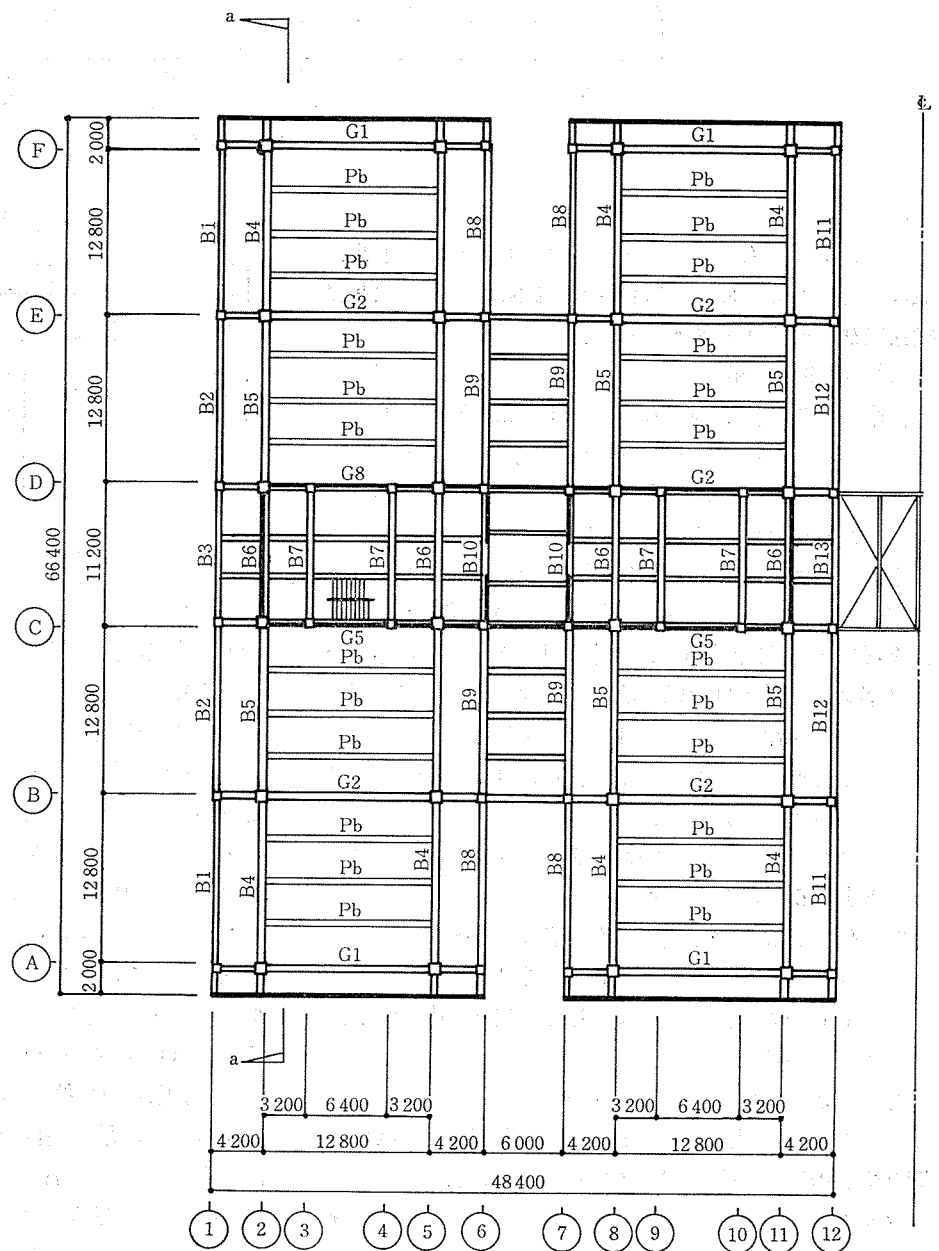 a
℄
2 000
F
G1
G1
Pb
Pb
12 800
B1
B4
Pb
B8
B8
B4
Pb
B4
B11
Pb
Pb
E
G2
G2
Pb
Pb
12 800
B2
B5
Pb
B9
B9
B5
Pb
B5
B12
Pb
Pb
D
G8
G2
66 400
11 200
B3
B6
B7
B7
B6
B10
B10
B6
B7
B7
B6
B13
C
G5
G5
Pb
Pb
12 800
B2
B5
Pb
B9
B9
B5
Pb
B5
B12
Pb
Pb
B
G2
G2
Pb
Pb
12 800
B1
B4
Pb
B4
B8
B8
B4
Pb
B4
B11
Pb
Pb
A
G1
G1
2 000
a
3 200 6 400 3 200 3 200 6 400 3 200
4 200 12 800 4 200 6 000 4 200 12 800 4 200
48 400
1 2 3 4 5 6 7 8 9 10 11 12